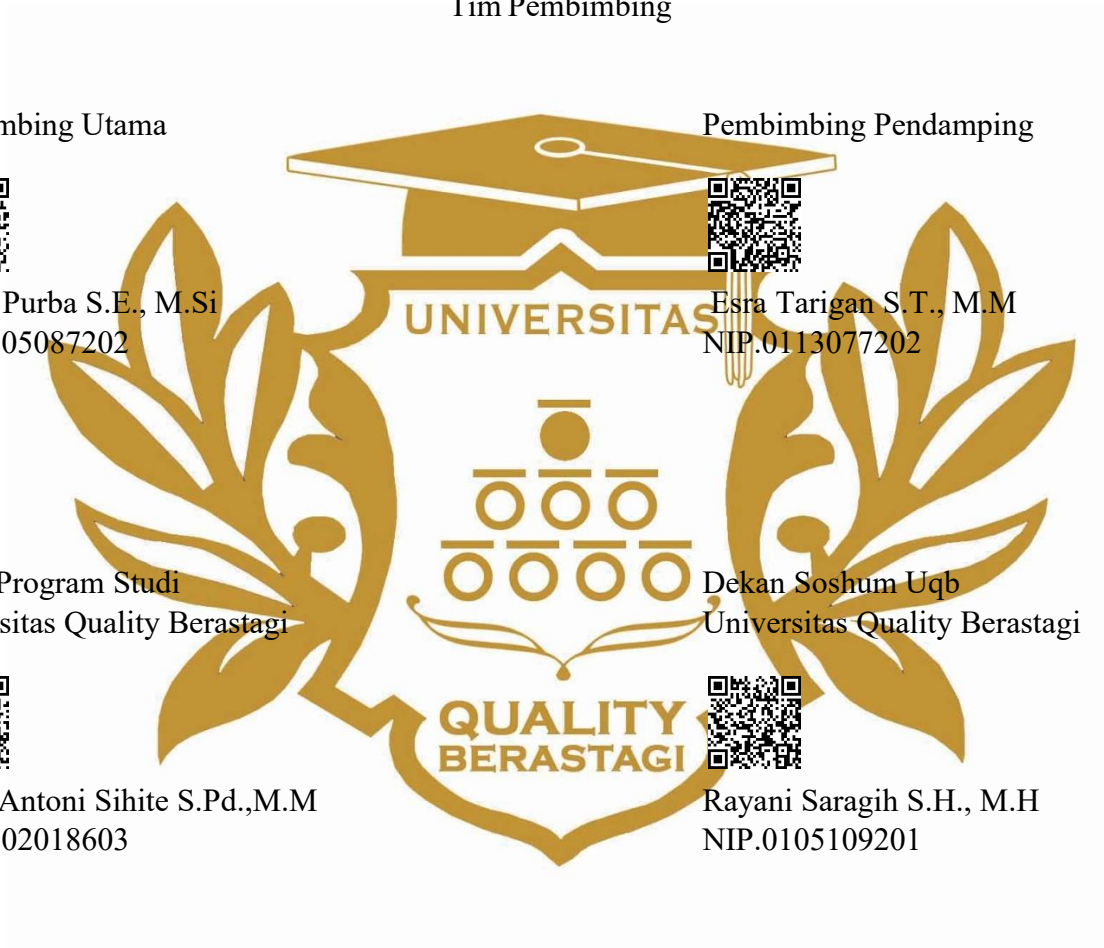 Tim Pembimbing
mbing Utama
Pembimbing Pendamping
Purba S.E., M.Si
Esra Tarigan S.T., M.M
05087202
NIP.0113077202
UNIVERSITAS
Program Studi
Dekan Soshum Uqb
sitas Quality Berastagi
Universitas Quality Berastagi
QUALITY
BERASTAGI
Antoni Sihite S.Pd.,M.M
Rayani Saragih S.H., M.H
02018603
NIP.0105109201